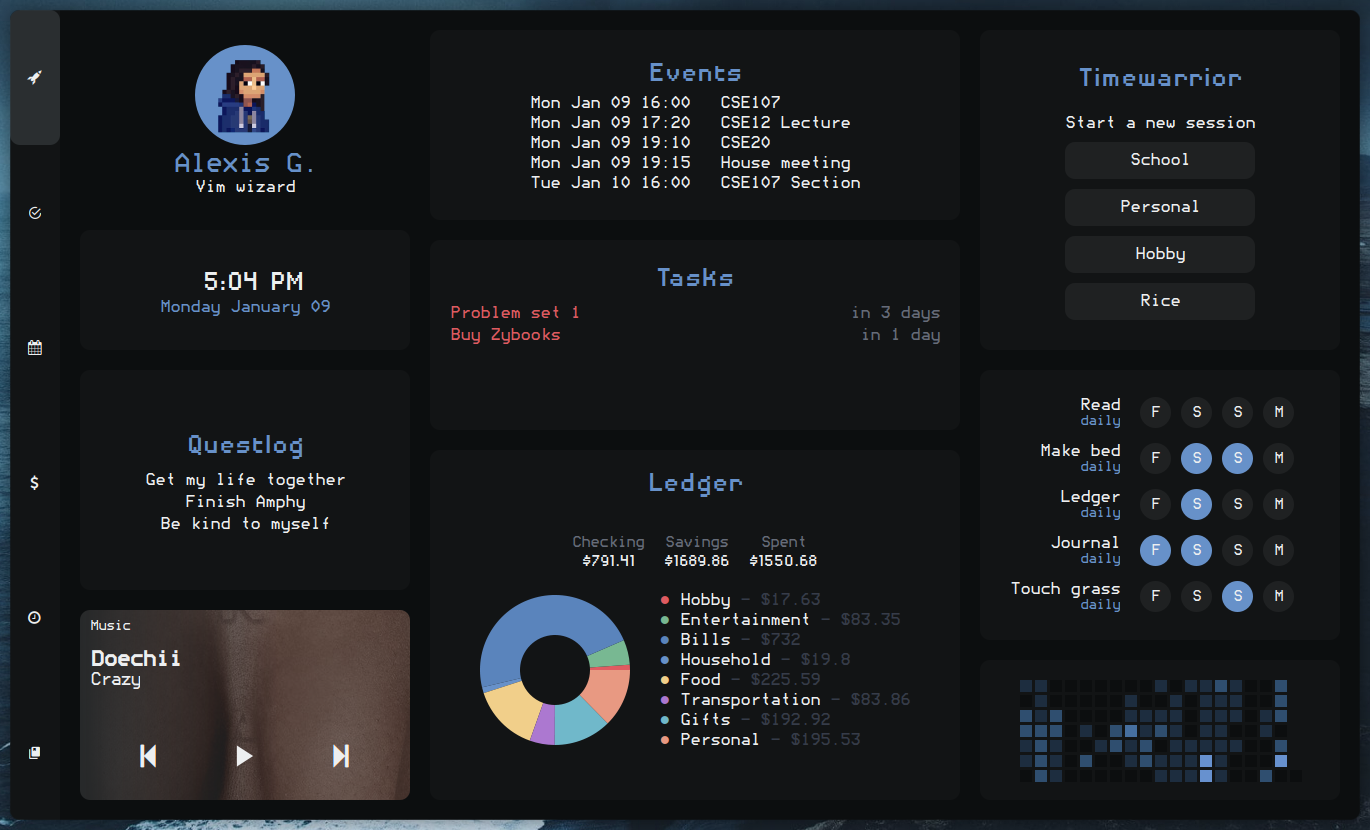 Alexis G.
Vim wizard
5:04 PM
Monday January 09
Questlog
Get my life together
Finish Amphy
Be kind to myself
Music
Doechii
Crazy
Events
Mon Jan 09 16:00 CSE107
Mon Jan 09 17:20 CSE12 Lecture
Mon Jan 09 19:10 CSE20
Mon Jan 09 19:15 House meeting
Tue Jan 10 16:00 CSE107 Section
Tasks
Problem set 1 in 3 days
Buy Zybooks in 1 day
Ledger
Checking Savings Spent
$791.41 $1689.86 $1550.68
Hobby - $17.63
Entertainment - $83.35
Bills - $732
Household - $19.8
Food - $225.59
Transportation - $83.86
Gifts - $192.92
Personal - $195.53
Timewarrior
Start a new session
School
Personal
Hobby
Rice
Read F S S M
daily
Make bed F S S M
daily
Ledger F S S M
daily
Journal F S S M
daily
Touch grass F S S M
daily